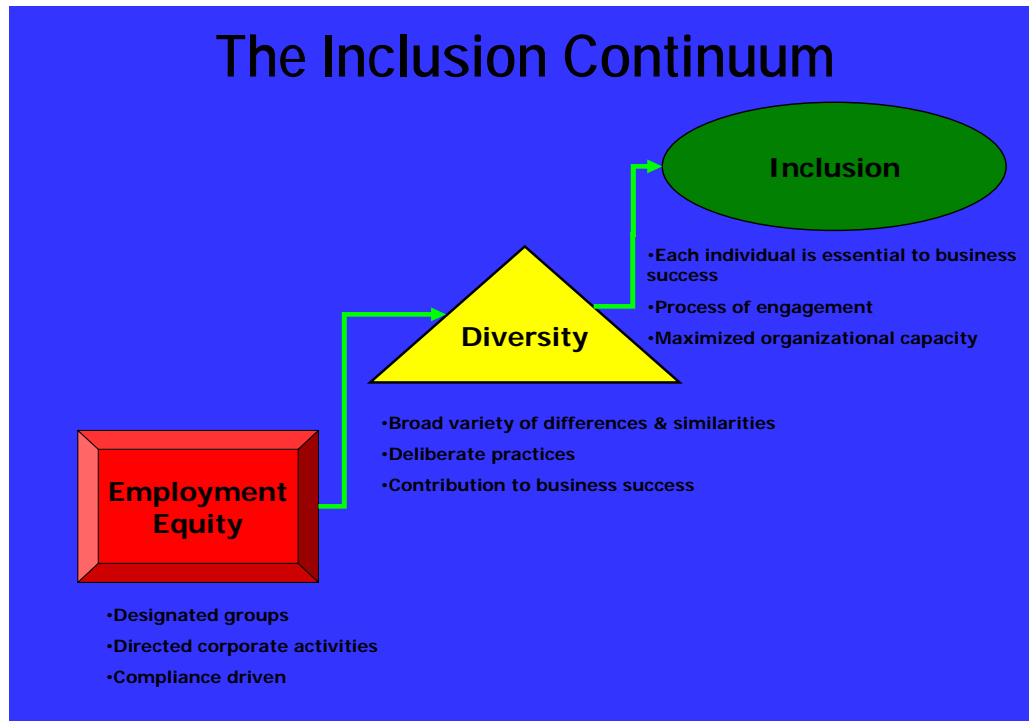 The Inclusion Continuum
Inclusion
•Each individual is essential to business
success
•Process of engagement
•Maximized organizational capacity
Diversity
•Broad variety of differences & similarities
•Deliberate practices
•Contribution to business success
Employment
Equity
•Designated groups
•Directed corporate activities
•Compliance driven